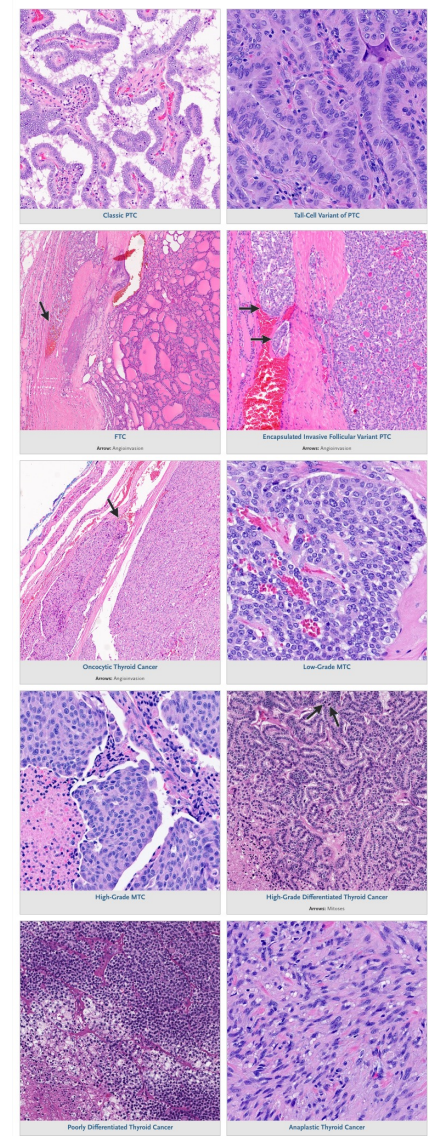 Classic PTC
Tall-Cell Variant of PTC
FTC
Arrow: Angioinvasion
Encapsulated Invasive Follicular Variant PTC
Arrows: Angioinvasion
Oncocytic Thyroid Cancer
Arrows: Angioinvasion
Low-Grade MTC
High-Grade MTC
High-Grade Differentiated Thyroid Cancer
Arrows: Mitoses
Poorly Differentiated Thyroid Cancer
Anaplastic Thyroid Cancer